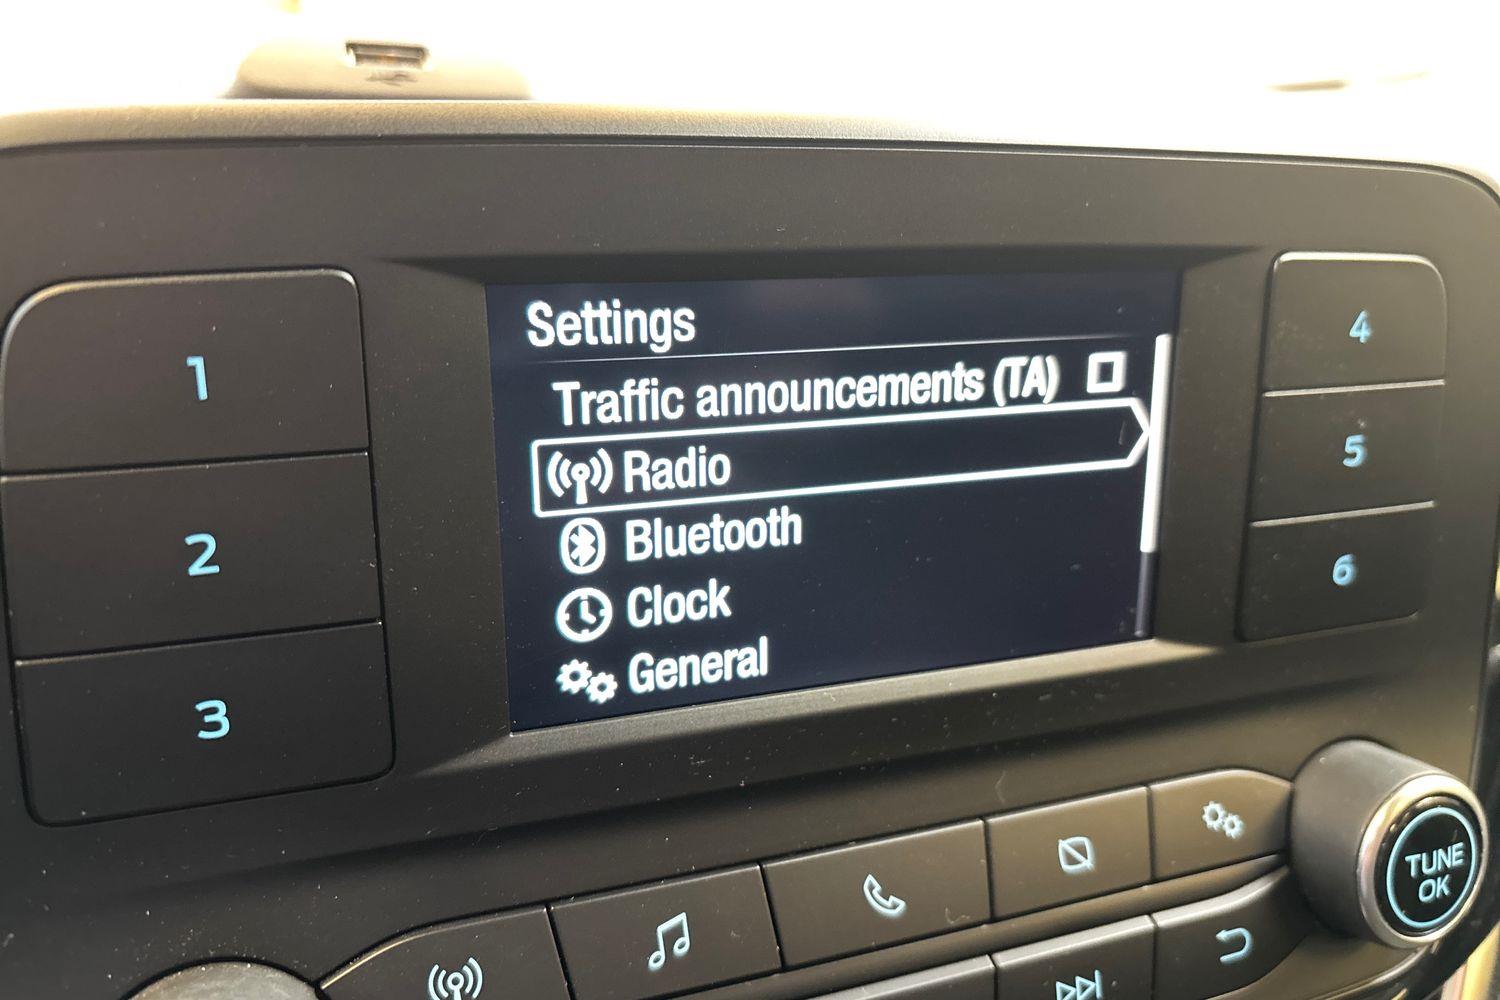 Settings
Traffic announcements (TA)
Radio
Bluetooth
Clock
General
1
2
3
4
5
6
TUNE
OK